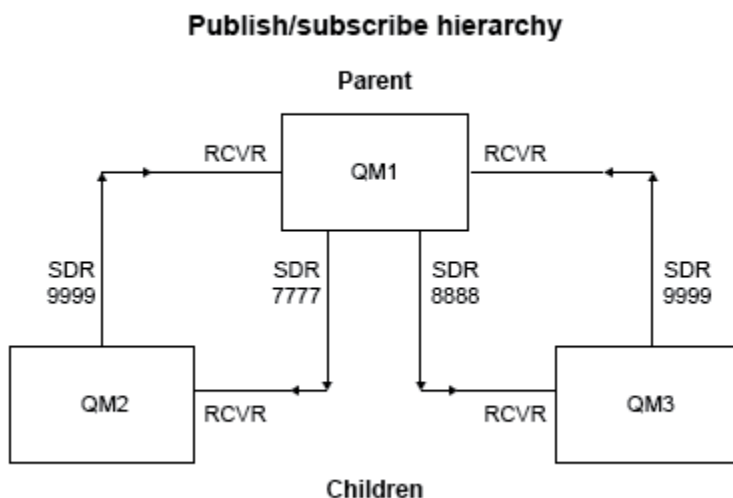 Publish/subscribe hierarchy
Parent
RCVR
QM1
RCVR
SDR
9999
SDR
7777
SDR
8888
SDR
9999
QM2
RCVR
RCVR
QM3
Children